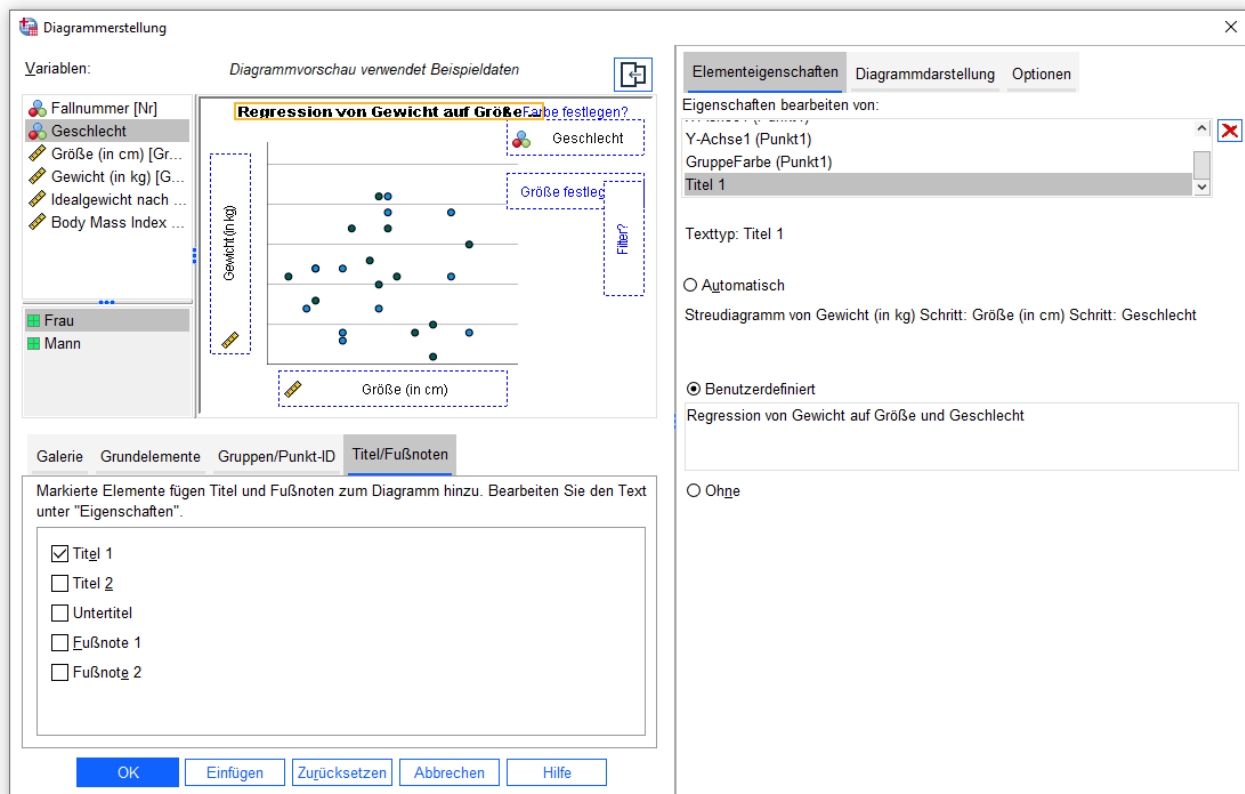 Diagrammerstellung
Variablen:
Diagrammvorschau verwendet Beispieldaten
Fallnummer [Nr]
Geschlecht
Größe (in cm) [Gr...
Gewicht (in kg) [G...
Idealgewicht nach ...
Body Mass Index ...
Frau
Mann
Regression von Gewicht auf Größe ...
Farbe festlegen?
Geschlecht
Größe festleg
Filter?
Gewicht (in kg)
Größe (in cm)
Galerie Grundelemente Gruppen/Punkt-ID Titel/Fußnoten
Markierte Elemente fügen Titel und Fußnoten zum Diagramm hinzu. Bearbeiten Sie den Text
unter "Eigenschaften".
Titel 1
Titel 2
Untertitel
Fußnote 1
Fußnote 2
OK Einfügen Zurücksetzen Abbrechen Hilfe
Elementeigenschaften Diagrammdarstellung Optionen
Eigenschaften bearbeiten von:
Y-Achse1 (Punkt1)
GruppeFarbe (Punkt1)
Titel 1
Texttyp: Titel 1
Automatisch
Streudiagramm von Gewicht (in kg) Schritt: Größe (in cm) Schritt: Geschlecht
Benutzerdefiniert
Regression von Gewicht auf Größe und Geschlecht
Ohne